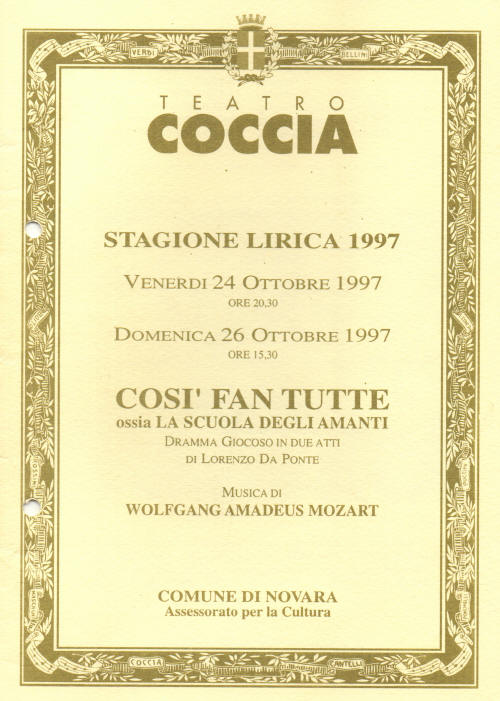 VERDI
BELLINI
TEATRO
COCCIA
STAGIONE LIRICA 1997
VENERDI 24 OTTOBRE 1997
ORE 20,30
DOMENICA 26 OTTOBRE 1997
ORE 15,30
COSI' FAN TUTTE
ossia LA SCUOLA DEGLI AMANTI
DRAMMA GIOCOSO IN DUE ATTI
DI LORENZO DA PONTE
MUSICA DI
WOLFGANG AMADEUS MOZART
COMUNE DI NOVARA
Assessorato per la Cultura
COCCIA
CANTELLI